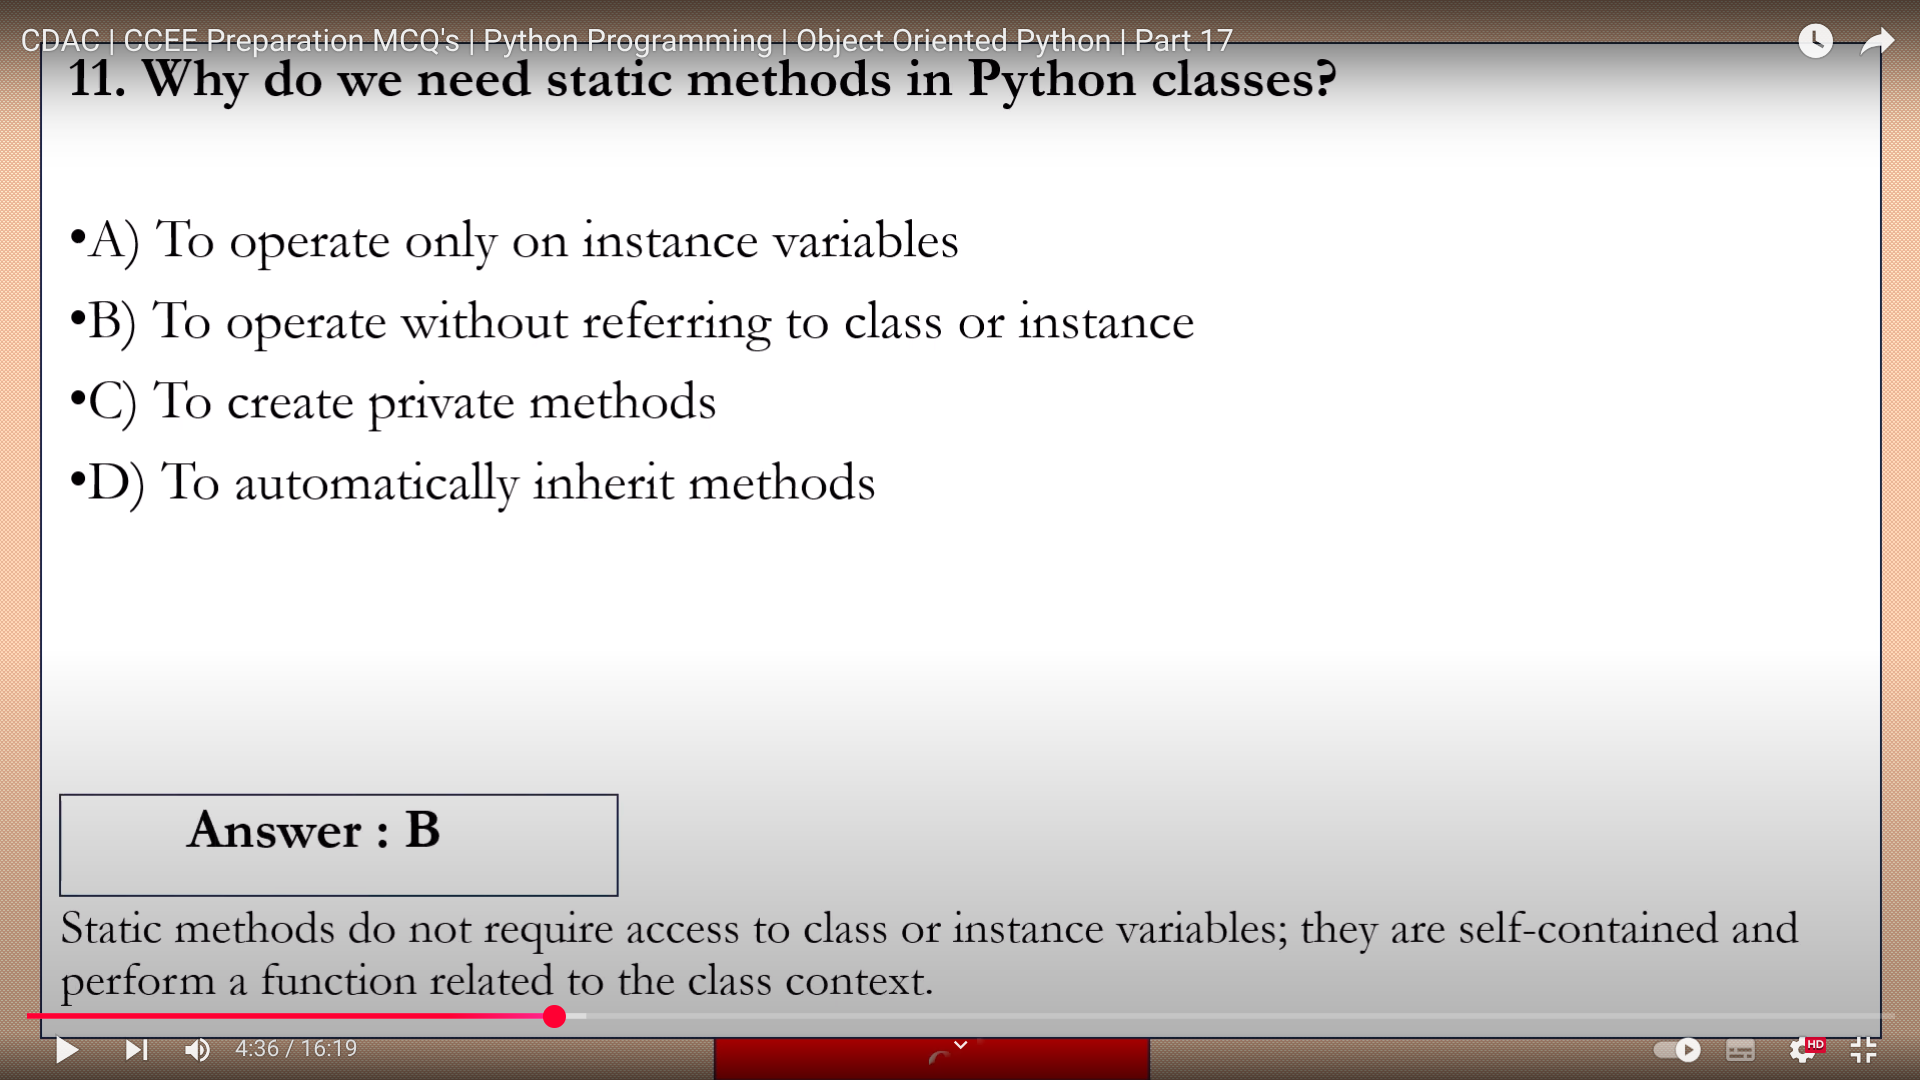 CDAC | CCEE Preparation MCQ's | Python Programming | Object Oriented Python | Part 17
11. Why do we need static methods in Python classes?
•A) To operate only on instance variables
•B) To operate without referring to class or instance
•C) To create private methods
•D) To automatically inherit methods
Answer : B
Static methods do not require access to class or instance variables; they are self-contained and
perform a function related to the class context.
4:36 / 16:19
HD